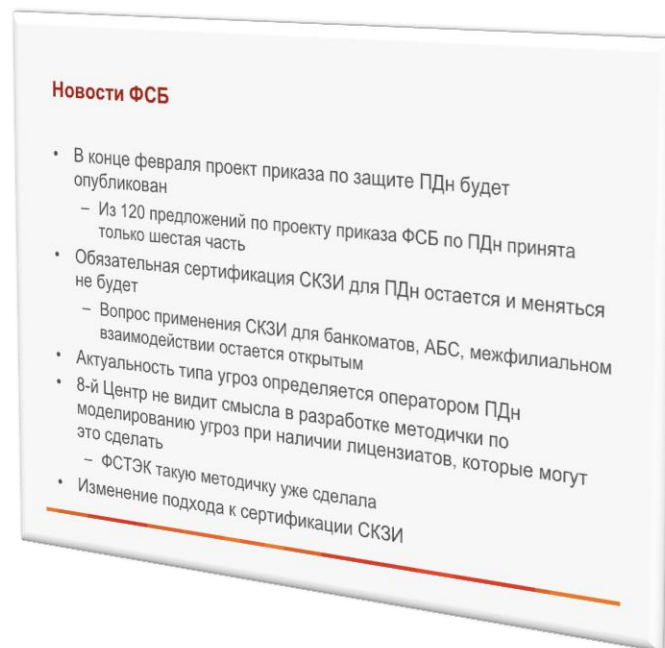 Новости ФСБ
• В конце февраля проект приказа по защите ПДн будет
опубликован
– Из 120 предложений по проекту приказа ФСБ по ПДн принята
только шестая часть
• Обязательная сертификация СКЗИ для ПДн остается и меняться
не будет
– Вопрос применения СКЗИ для банкоматов, АБС, межфилиальном
взаимодействии остается открытым
• Актуальность типа угроз определяется оператором ПДн
• 8-й Центр не видит смысла в разработке методички по
моделированию угроз при наличии лицензиатов, которые могут
это сделать
– ФСТЭК такую методичку уже сделала
• Изменение подхода к сертификации СКЗИ